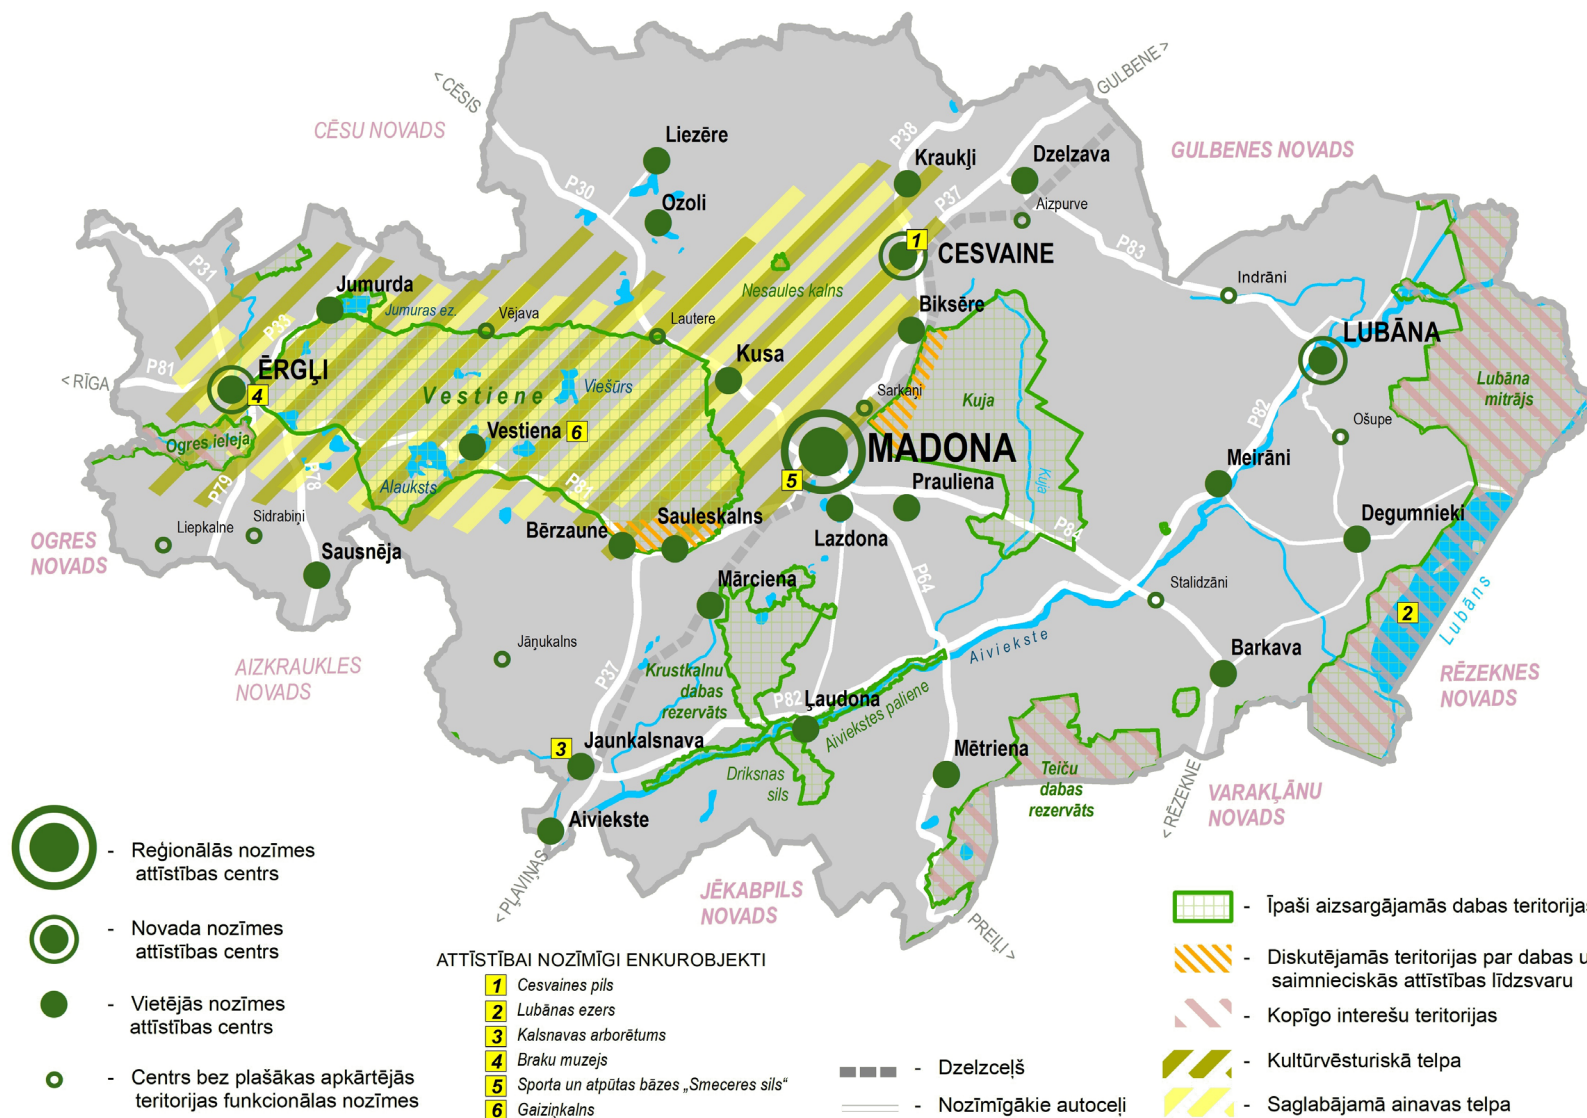 < CĒSIS
GULBENE >
CĒSU NOVADS
GULBENES NOVADS
Liezēre
P38
Kraukļi
Dzelzava
P30
Ozoli
P37
Aizpurve
P83
1
CESVAINE
P31
Jumurda
Jumuras ez.
Nesaules kalns
Indrāni
P33
Vējava
Lautere
Biksēre
LUBĀNA
P81
< RĪGA
ĒRGĻI
4
Vestiene
Viešūrs
Kusa
Sarkaņi
Kuja
Lubāna
mitrājs
P82
Ošupe
Ogres ieleja
Vestiena
6
MADONA
Kuja
Meirāni
Alauksts
P81
5
Prauliena
P79
P78
Liepkalne
Sidrabiņi
Bērzaune
Sauleskalns
Lazdona
P84
Degumnieki
OGRES
NOVADS
Sausnēja
Mārciena
P64
Stalidzāni
2
Lubāns
Jāņukalns
Aiviekste
Barkava
AIZKRAUKLES
NOVADS
P37
Krustkalnu
dabas
rezervāts
P82
Ļaudona
Aiviekstes paliene
RĒZEKNES
NOVADS
3
Jaunkalsnava
Driksnas
sils
Mētriena
Teiču
dabas
rezervāts
< RĒZEKNE
VARAKĻĀNU
NOVADS
Aiviekste
< PĻAVIŅAS
JĒKABPILS
NOVADS
PREIĻI >
- Reģionālās nozīmes
attīstības centrs
- Novada nozīmes
attīstības centrs
- Vietējās nozīmes
attīstības centrs
- Centrs bez plašākas apkārtējās
teritorijas funkcionālas nozīmes
ATTĪSTĪBAI NOZĪMĪGI ENKUROBJEKTI
1 Cesvaines pils
2 Lubānas ezers
3 Kalsnavas arborētums
4 Braku muzejs
5 Sporta un atpūtas bāzes „Smeceres sils“
6 Gaiziņkalns
- Dzelzceļš
- Nozīmīgākie autoceļi
- Īpaši aizsargājamās dabas teritorijas
- Diskutējamās teritorijas par dabas u
saimnieciskās attīstības līdzsvaru
- Kopīgo interešu teritorijas
- Kultūrvēsturiskā telpa
- Saglabājamā ainavas telpa